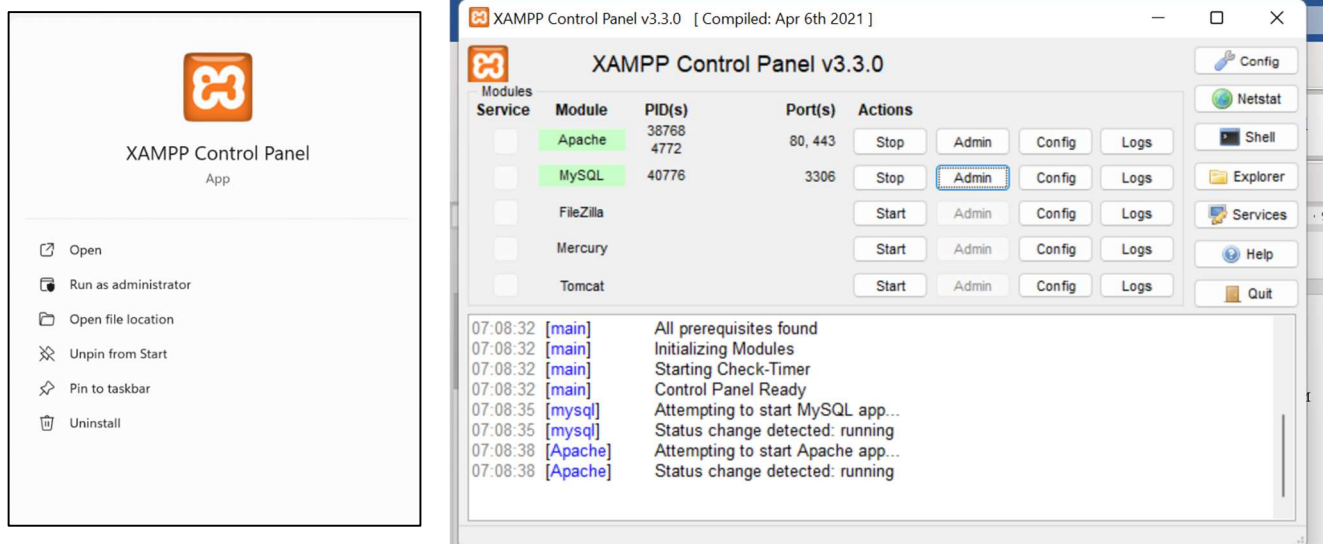 XAMPP Control Panel
App
Open
Run as administrator
Open file location
Unpin from Start
Pin to taskbar
Uninstall
XAMPP Control Panel v3.3.0 [ Compiled: Apr 6th 2021 ]
XAMPP Control Panel v3.3.0
Modules
Service Module PID(s) Port(s) Actions
Apache 38768 4772 80, 443 Stop Admin Config Logs
MySQL 40776 3306 Stop Admin Config Logs
FileZilla Start Admin Config Logs
Mercury Start Admin Config Logs
Tomcat Start Admin Config Logs
Config
Netstat
Shell
Explorer
Services
Help
Quit
07:08:32 [main] All prerequisites found
07:08:32 [main] Initializing Modules
07:08:32 [main] Starting Check-Timer
07:08:32 [main] Control Panel Ready
07:08:35 [mysql] Attempting to start MySQL app...
07:08:35 [mysql] Status change detected: running
07:08:38 [Apache] Attempting to start Apache app...
07:08:38 [Apache] Status change detected: running